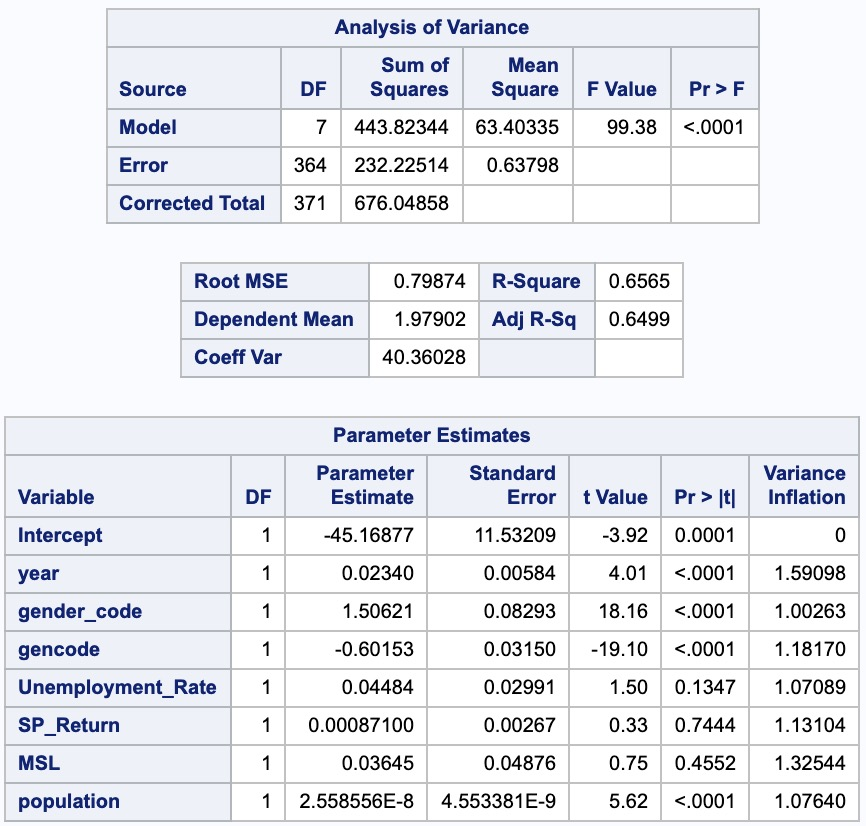 Analysis of Variance
Source DF Sum of Squares Mean Square F Value Pr > F
Model 7 443.82344 63.40335 99.38 <.0001
Error 364 232.22514 0.63798
Corrected Total 371 676.04858
Root MSE 0.79874 R-Square 0.6565
Dependent Mean 1.97902 Adj R-Sq 0.6499
Coeff Var 40.36028
Parameter Estimates
Variable DF Parameter Estimate Standard Error t Value Pr > |t| Variance Inflation
Intercept 1 -45.16877 11.53209 -3.92 0.0001 0
year 1 0.02340 0.00584 4.01 <.0001 1.59098
gender_code 1 1.50621 0.08293 18.16 <.0001 1.00263
gencode 1 -0.60153 0.03150 -19.10 <.0001 1.18170
Unemployment_Rate 1 0.04484 0.02991 1.50 0.1347 1.07089
SP_Return 1 0.00087100 0.00267 0.33 0.7444 1.13104
MSL 1 0.03645 0.04876 0.75 0.4552 1.32544
population 1 2.558556E-8 4.553381E-9 5.62 <.0001 1.07640